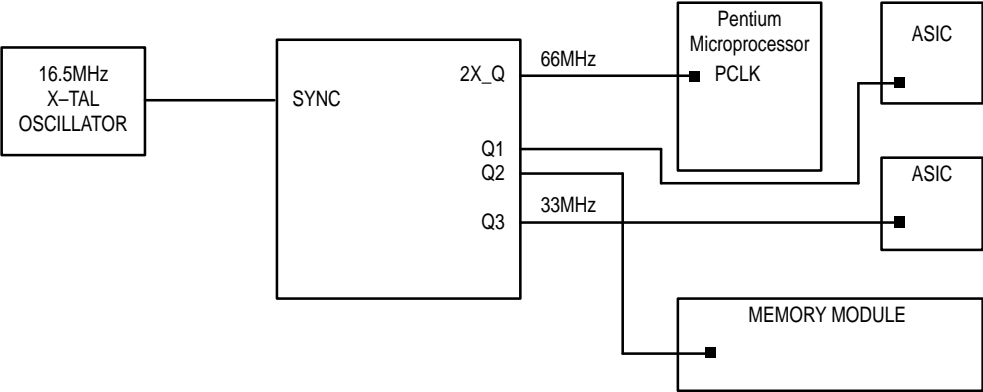 16.5MHz
X–TAL
OSCILLATOR
SYNC
2X_Q
Q1
Q2
Q3
66MHz
33MHz
Pentium
Microprocessor
PCLK
ASIC
ASIC
MEMORY MODULE